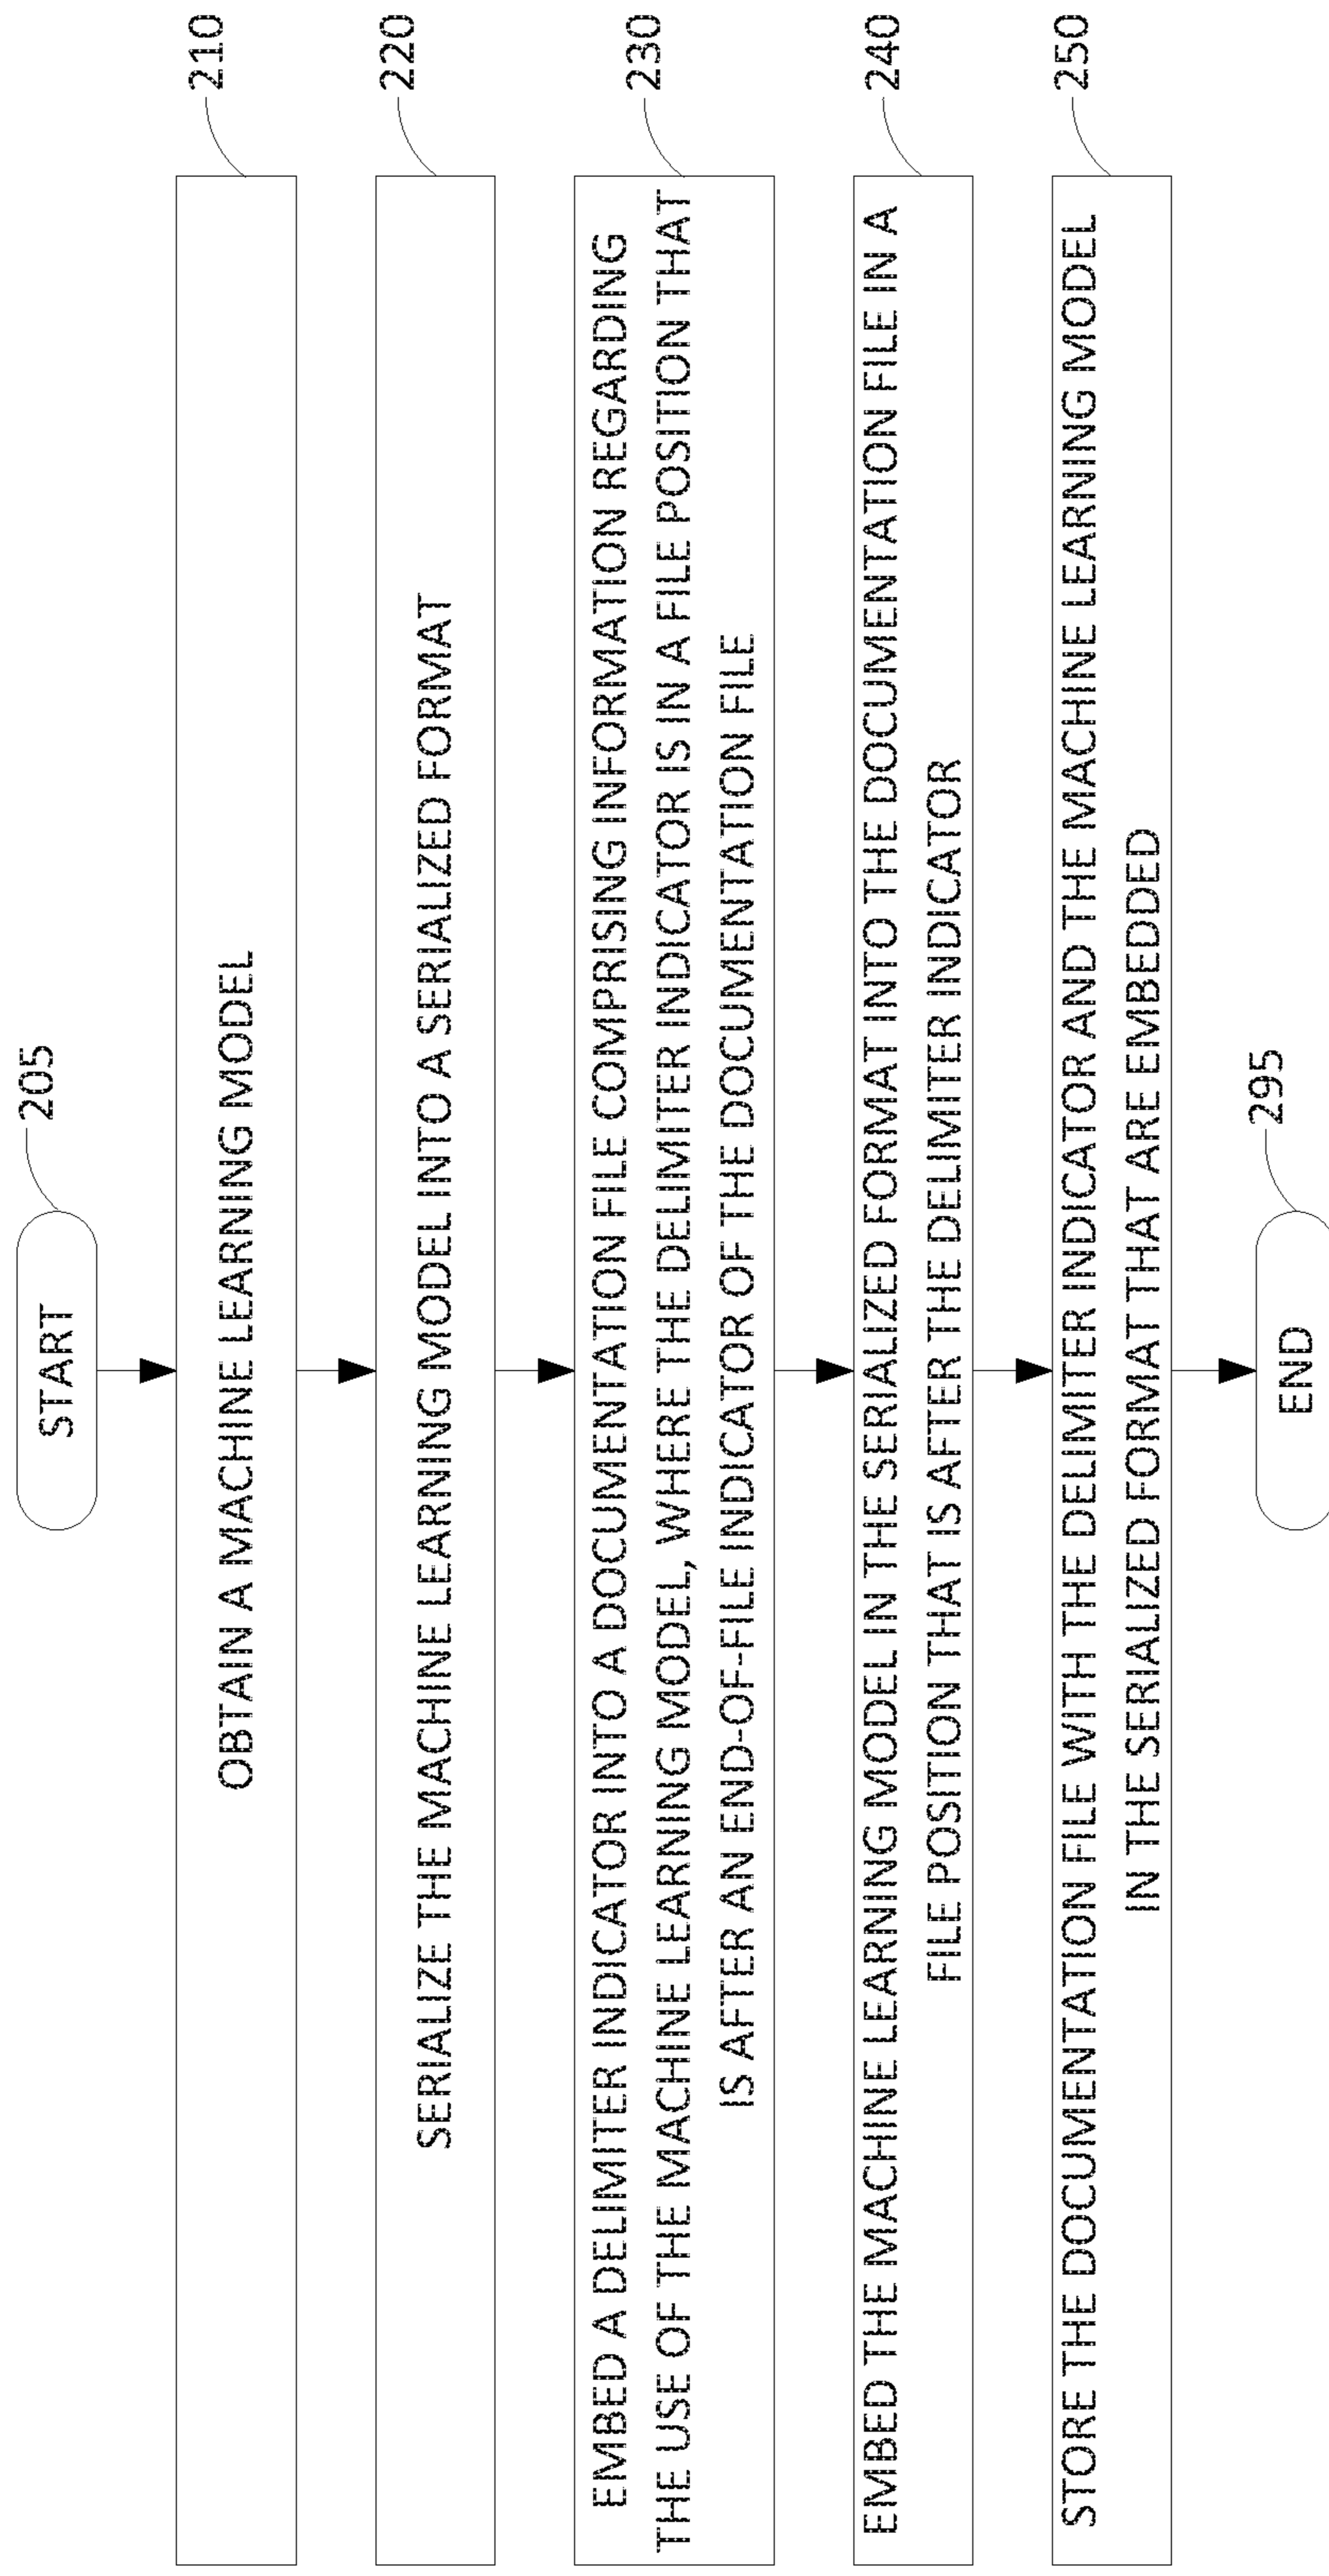 START
205
OBTAIN A MACHINE LEARNING MODEL
210
SERIALIZE THE MACHINE LEARNING MODEL INTO A SERIALIZED FORMAT
220
EMBED A DELIMITER INDICATOR INTO A DOCUMENTATION FILE COMPRISING INFORMATION REGARDING
THE USE OF THE MACHINE LEARNING MODEL, WHERE THE DELIMITER INDICATOR IS IN A FILE POSITION THAT
IS AFTER AN END-OF-FILE INDICATOR OF THE DOCUMENTATION FILE
230
EMBED THE MACHINE LEARNING MODEL IN THE SERIALIZED FORMAT INTO THE DOCUMENTATION FILE IN A
FILE POSITION THAT IS AFTER THE DELIMITER INDICATOR
240
STORE THE DOCUMENTATION FILE WITH THE DELIMITER INDICATOR AND THE MACHINE LEARNING MODEL
IN THE SERIALIZED FORMAT THAT ARE EMBEDDED
250
END
295